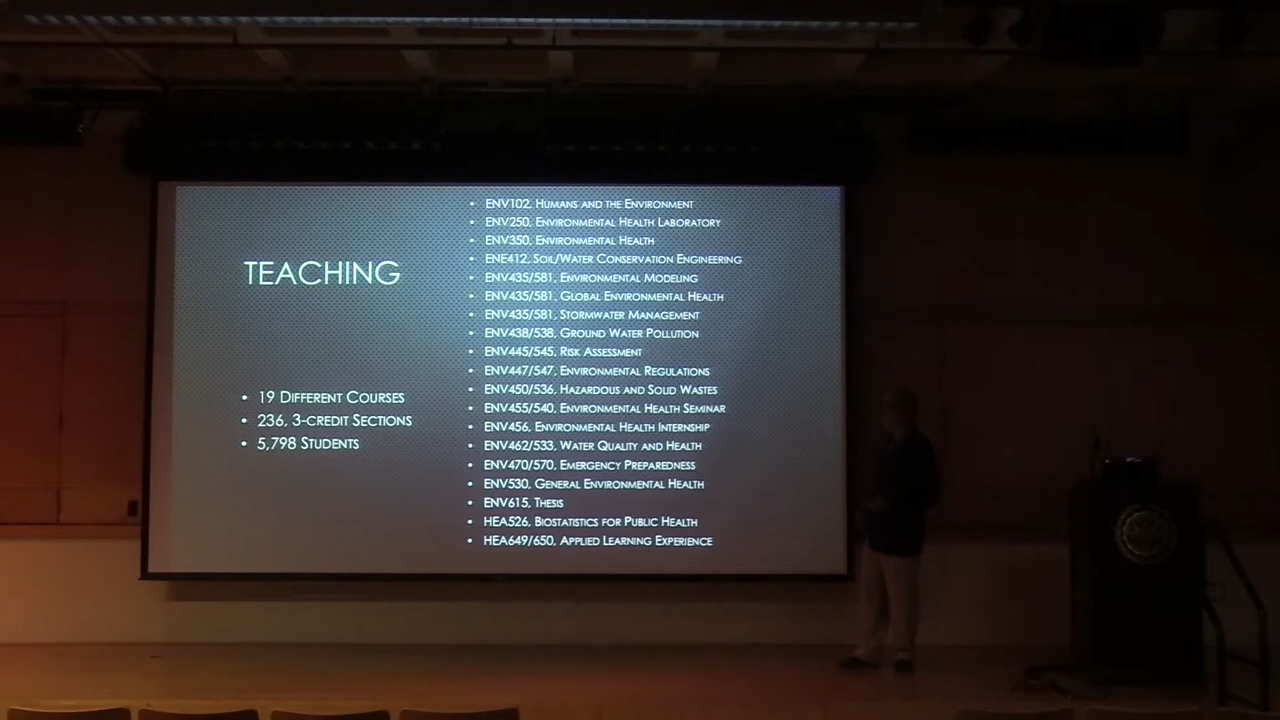 TEACHING
• 19 DIFFERENT COURSES
• 236, 3-CREDIT SECTIONS
• 5,798 STUDENTS
• ENV102, HUMANS AND THE ENVIRONMENT
• ENV250, ENVIRONMENTAL HEALTH LABORATORY
• ENV350, ENVIRONMENTAL HEALTH
• ENE412, SOIL/WATER CONSERVATION ENGINEERING
• ENV435/581, ENVIRONMENTAL MODELING
• ENV435/581, GLOBAL ENVIRONMENTAL HEALTH
• ENV435/581, STORMWATER MANAGEMENT
• ENV438/538, GROUND WATER POLLUTION
• ENV445/545, RISK ASSESSMENT
• ENV447/547, ENVIRONMENTAL REGULATIONS
• ENV450/536, HAZARDOUS AND SOLID WASTES
• ENV455/540, ENVIRONMENTAL HEALTH SEMINAR
• ENV456, ENVIRONMENTAL HEALTH INTERNSHIP
• ENV462/533, WATER QUALITY AND HEALTH
• ENV470/570, EMERGENCY PREPAREDNESS
• ENV530, GENERAL ENVIRONMENTAL HEALTH
• ENV615, THESIS
• HEA526, BIOSTATISTICS FOR PUBLIC HEALTH
• HEA649/650, APPLIED LEARNING EXPERIENCE